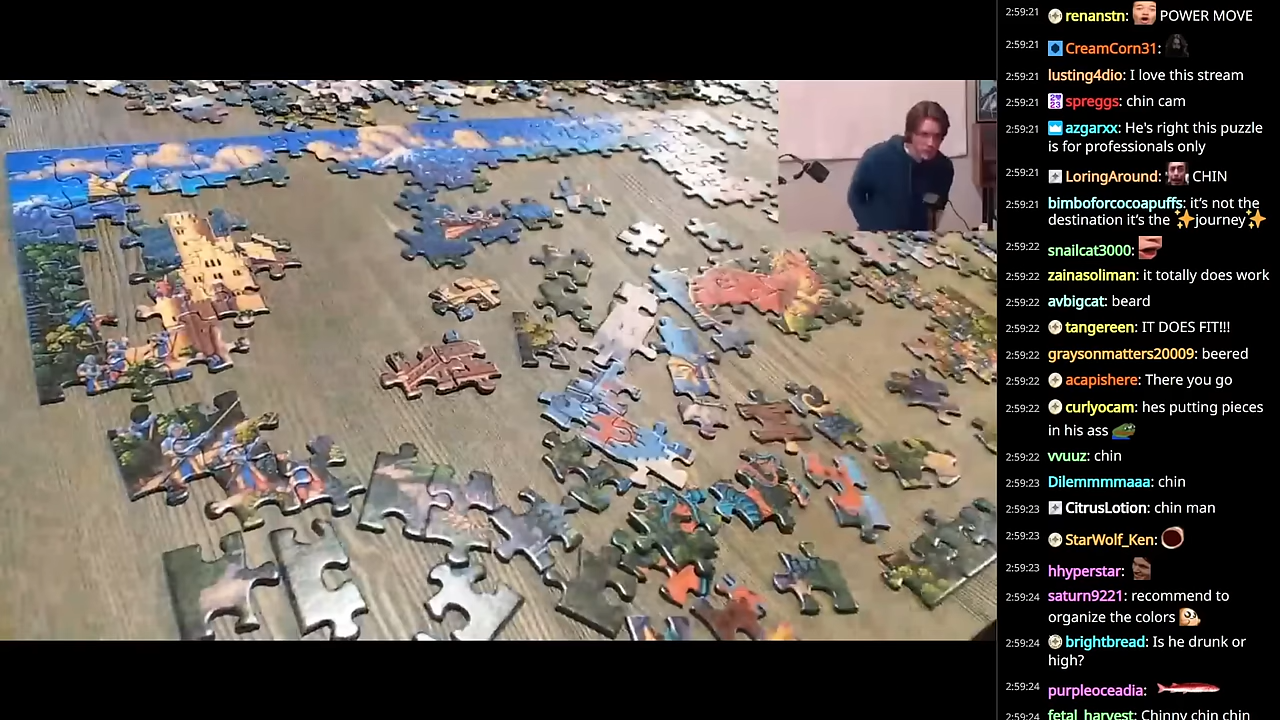 2:59:21 renanstn: POWER MOVE
2:59:21 CreamCorn31:
2:59:21 lusting4dio: I love this stream
2:59:21 spreggs: chin cam
2:59:21 azgarxx: He's right this puzzle
is for professionals only
2:59:21 LoringAround: CHIN
2:59:21 bimboforcocoapuffs: it's not the
destination it's the ✨journey✨
2:59:22 snailcat3000:
2:59:22 zainasoliman: it totally does work
2:59:22 avbigcat: beard
2:59:22 tangereen: IT DOES FIT!!!
2:59:22 graysonmatters20009: beered
2:59:22 acapishere: There you go
2:59:22 curlyocam: hes putting pieces
in his ass
2:59:22 vvuuz: chin
2:59:23 Dilemmmmaaa: chin
2:59:23 CitrusLotion: chin man
2:59:23 StarWolf_Ken:
2:59:23 hhyperstar:
2:59:24 saturn9221: recommend to
organize the colors
2:59:24 brightbread: Is he drunk or
high?
2:59:24 purpleoceadia:
2:59:24 fetal_harvest: Chinny chin chin